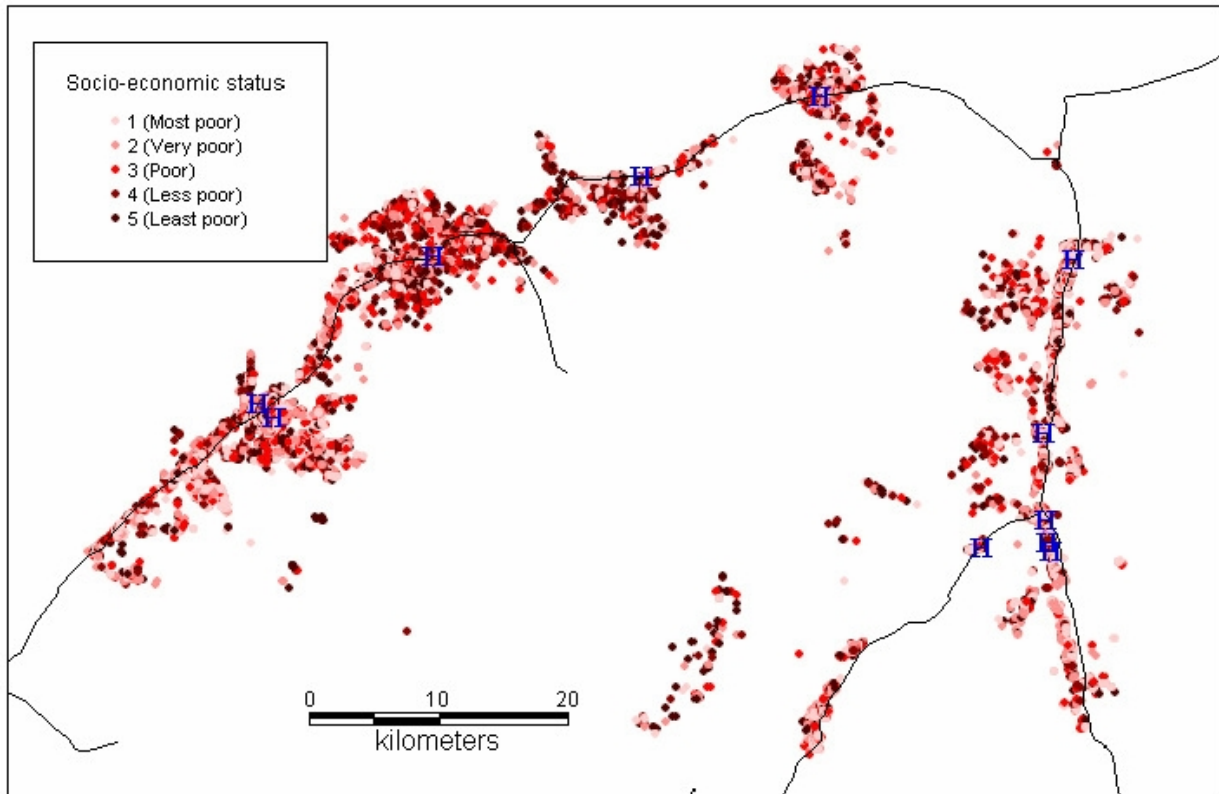 Socio-economic status
1 (Most poor)
2 (Very poor)
3 (Poor)
4 (Less poor)
5 (Least poor)
H
H
H
H
H
H
H
H
H
H
H
0 10 20
kilometers